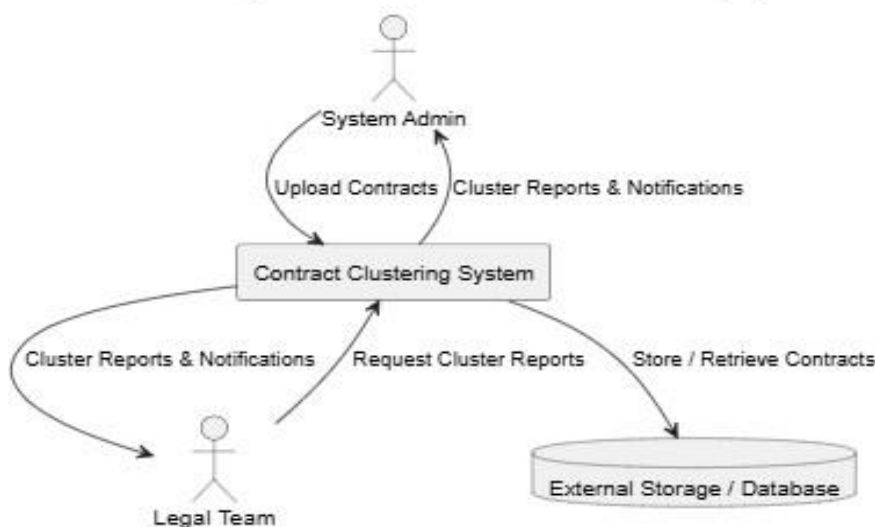 System Admin
Upload Contracts
Cluster Reports & Notifications
Contract Clustering System
Cluster Reports & Notifications
Request Cluster Reports
Store / Retrieve Contracts
External Storage / Database
Legal Team